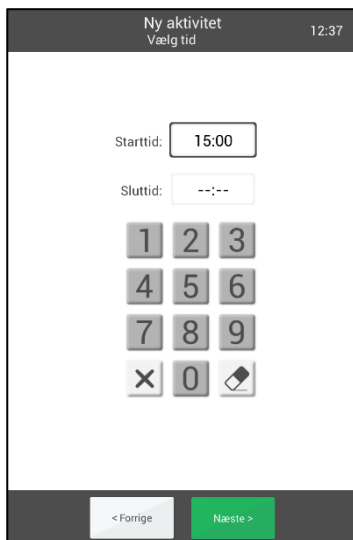 Ny aktivitet
Vælg tid
12:37
Starttid: 15:00
Sluttid: --:--
1 2 3
4 5 6
7 8 9
0
< Forrige
Næste >